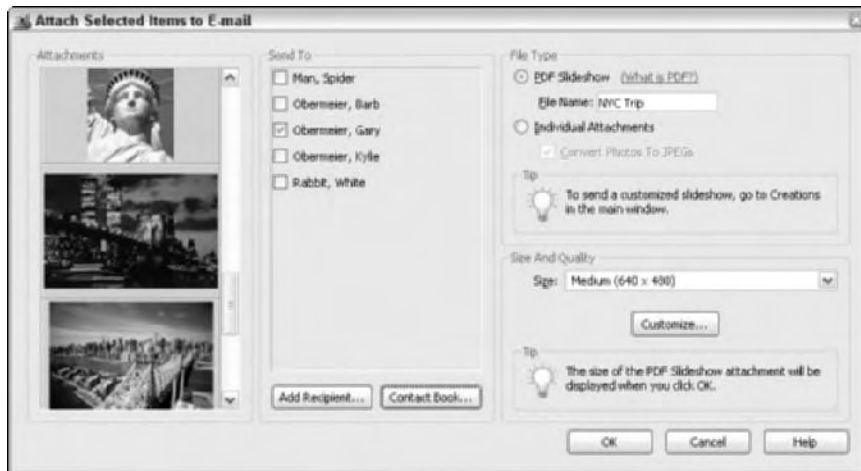 Attach Selected Items to E-mail
Attachments
Send To
Man, Spider
Obermeier, Barb
Obermeier, Gary
Obermeier, Kylie
Rabbit, White
Add Recipient...
Contact Book...
File Type
PDF Slideshow (What is PDF?)
File Name: NYC Trip
Individual Attachments
Convert Photos To JPEGs
Tip
To send a customized slideshow, go to Creations
in the main window.
Size And Quality
Size: Medium (640 x 480)
Customize...
Tip
The size of the PDF Slideshow attachment will be
displayed when you click OK.
OK
Cancel
Help